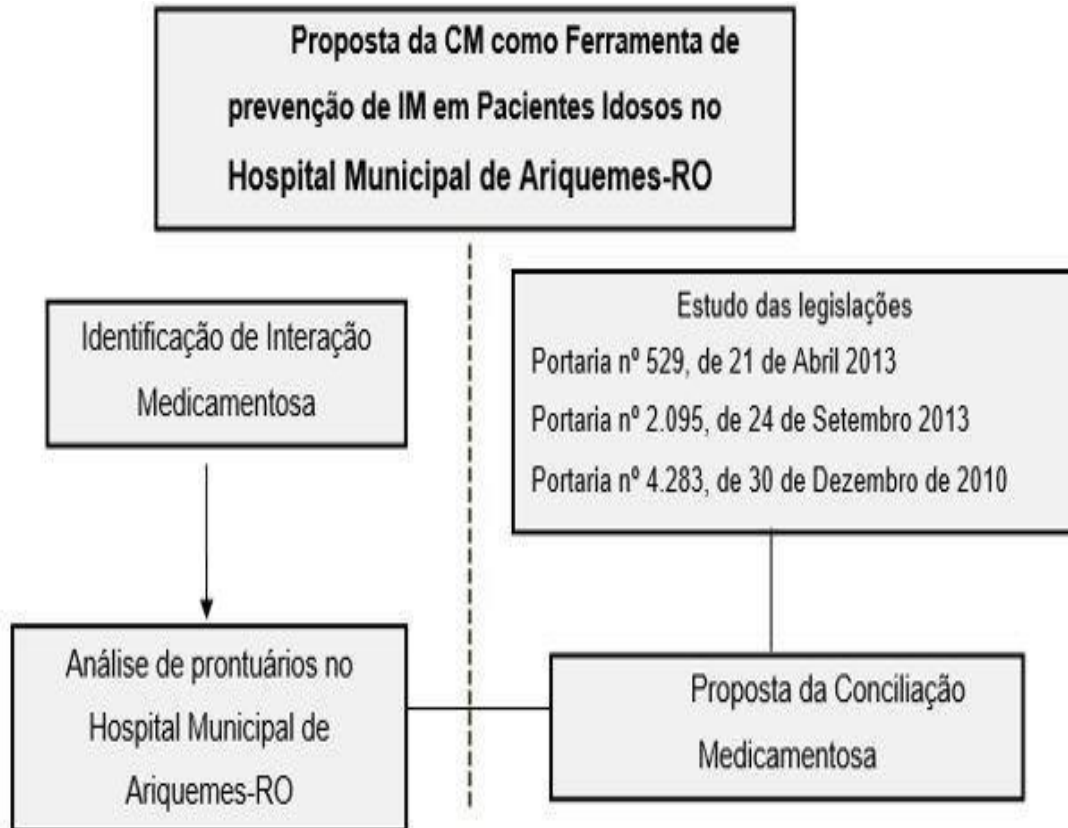 Proposta da CM como Ferramenta de
prevenção de IM em Pacientes Idosos no
Hospital Municipal de Ariquemes-RO
Identificação de Interação
Medicamentosa
Estudo das legislações
Portaria nº 529, de 21 de Abril 2013
Portaria nº 2.095, de 24 de Setembro 2013
Portaria nº 4.283, de 30 de Dezembro de 2010
Análise de prontuários no
Hospital Municipal de
Ariquemes-RO
Proposta da Conciliação
Medicamentosa